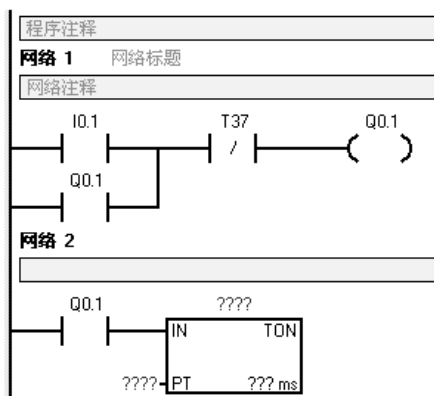 程序注释
网络 1 网络标题
网络注释
I0.1 T37 Q0.1
/
Q0.1
网络 2
Q0.1 ????
IN TON
????-PT ??? ms